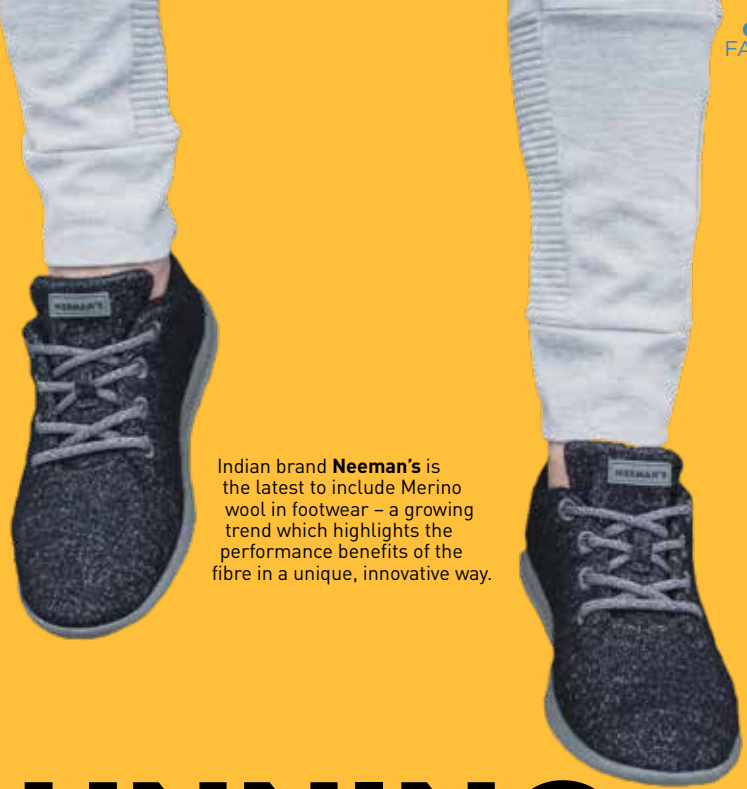 FA
Indian brand Neeman's is
the latest to include Merino
wool in footwear – a growing
trend which highlights the
performance benefits of the
fibre in a unique, innovative way.